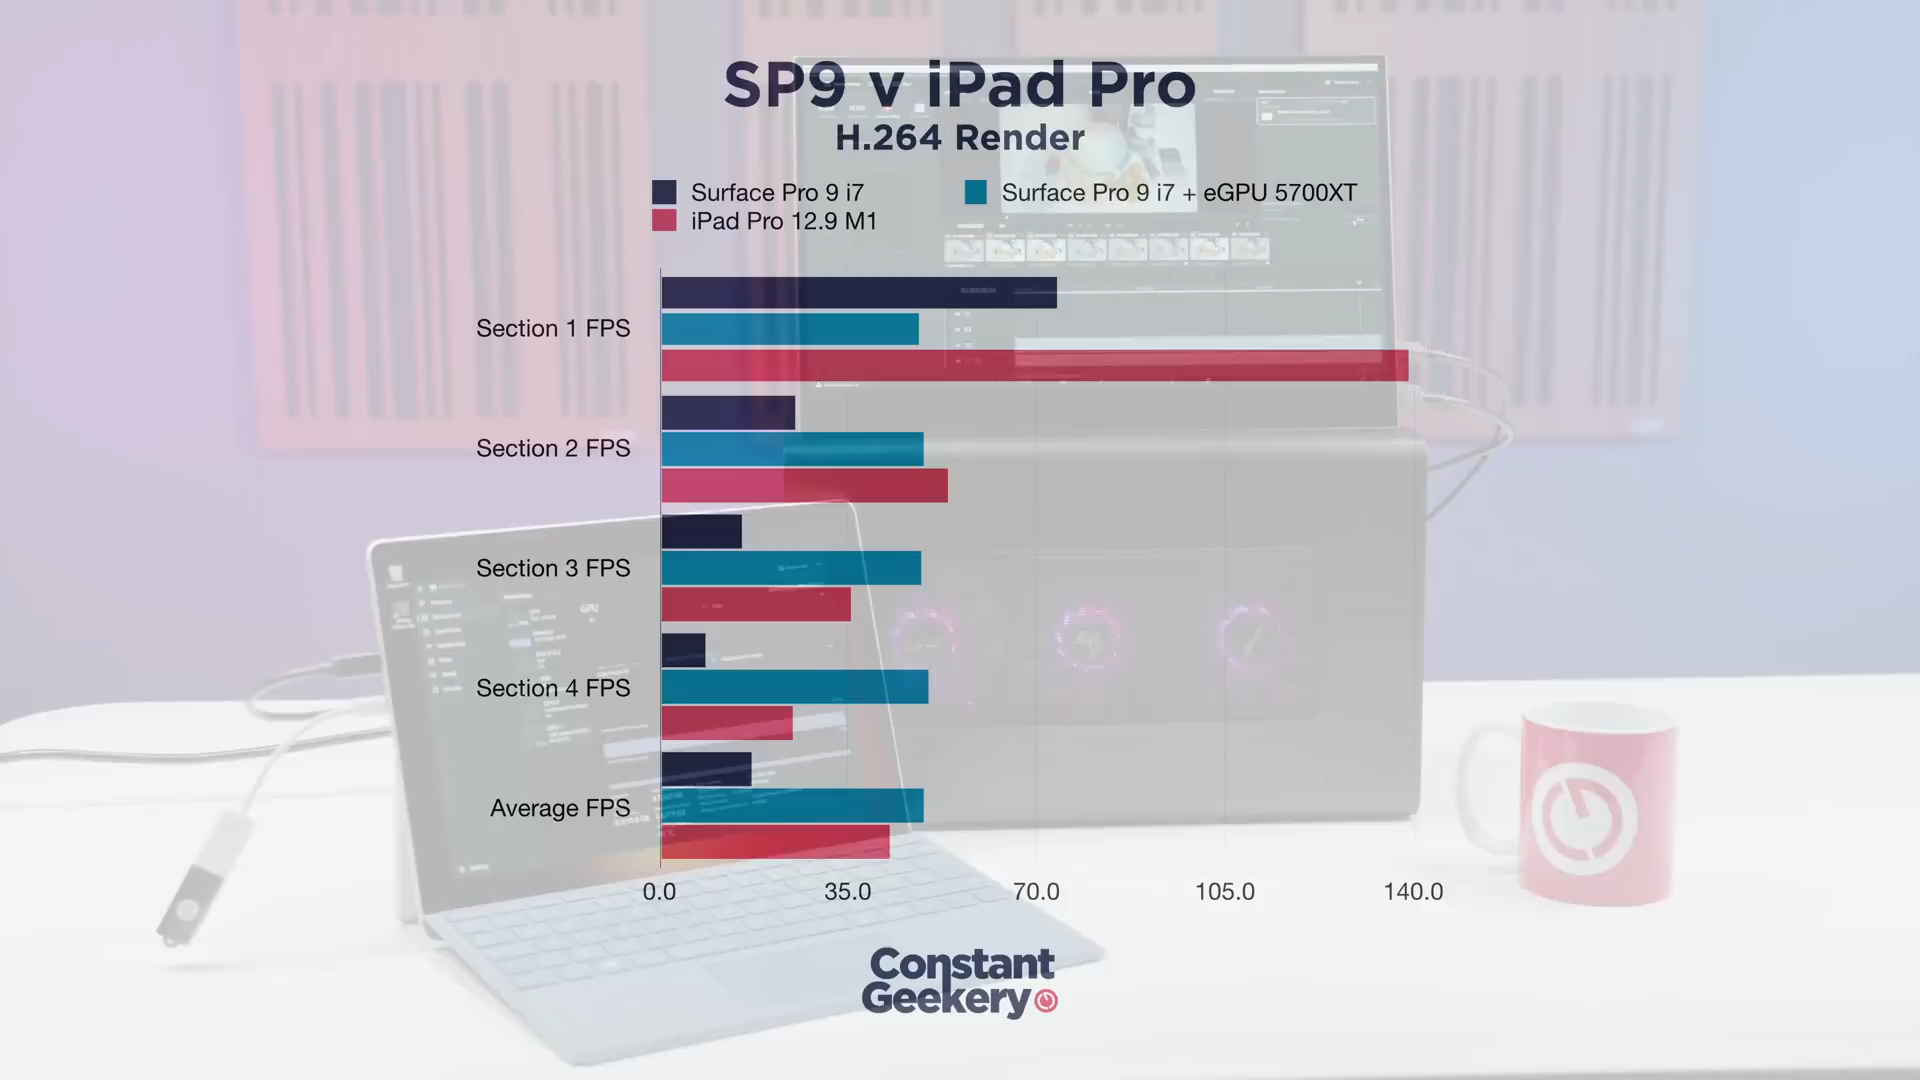 SP9 v iPad Pro
H.264 Render
Surface Pro 9 i7
Surface Pro 9 i7 + eGPU 5700XT
iPad Pro 12.9 M1
Section 1 FPS
Section 2 FPS
Section 3 FPS
Section 4 FPS
Average FPS
0.0
35.0
70.0
105.0
140.0
Constant
Geekery
GPU